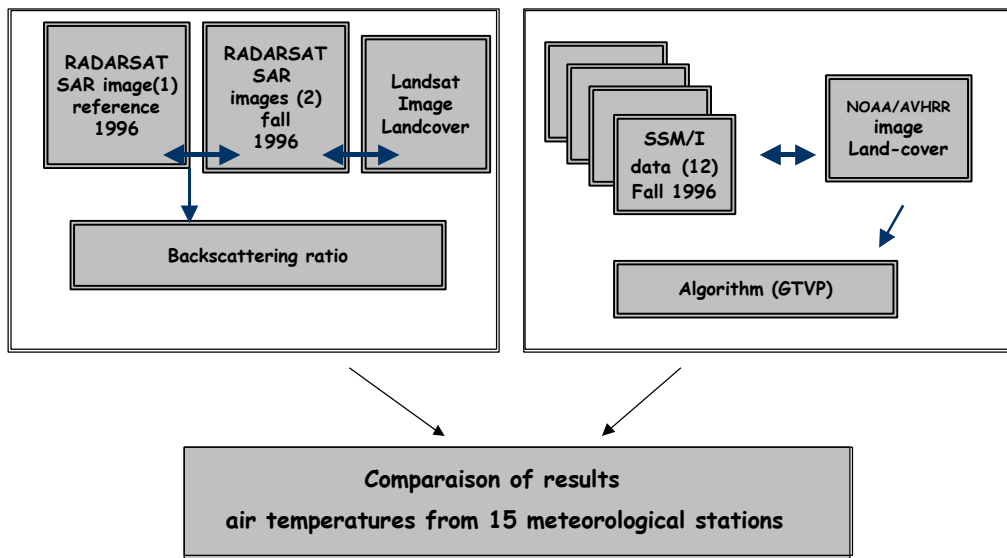 RADARSAT
SAR image(1)
reference
1996
RADARSAT
SAR
images (2)
fall
1996
Landsat
Image
Landcover
Backscattering ratio
SSM/I
data (12)
Fall 1996
NOAA/AVHRR
image
Land-cover
Algorithm (GTVP)
Comparaison of results
air temperatures from 15 meteorological stations